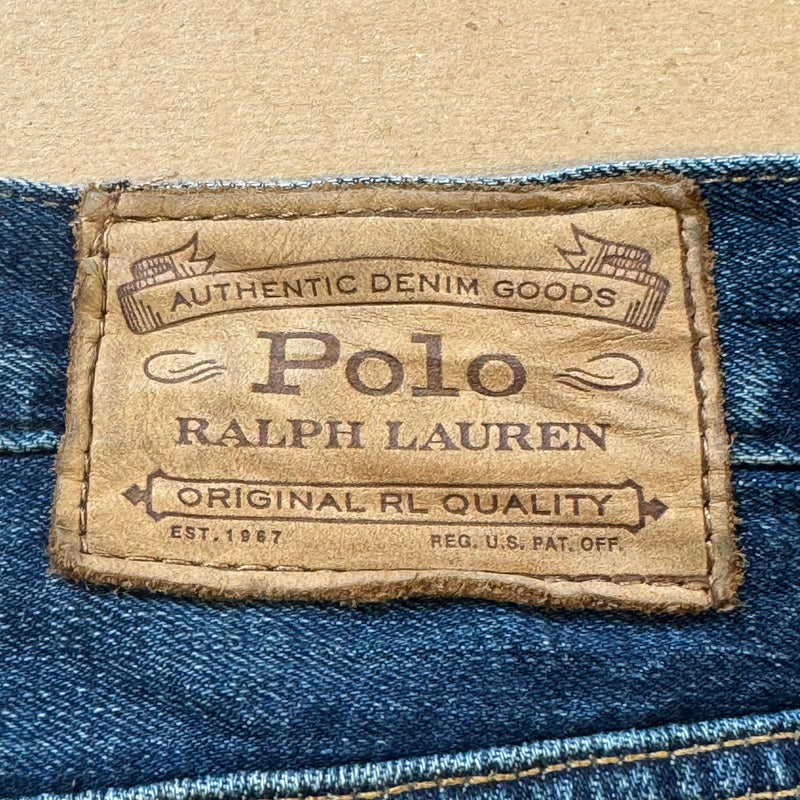 AUTHENTIC DENIM GOODS
Polo
RALPH LAUREN
ORIGINAL RL QUALITY
EST. 1967 REG. U.S. PAT. OFF.